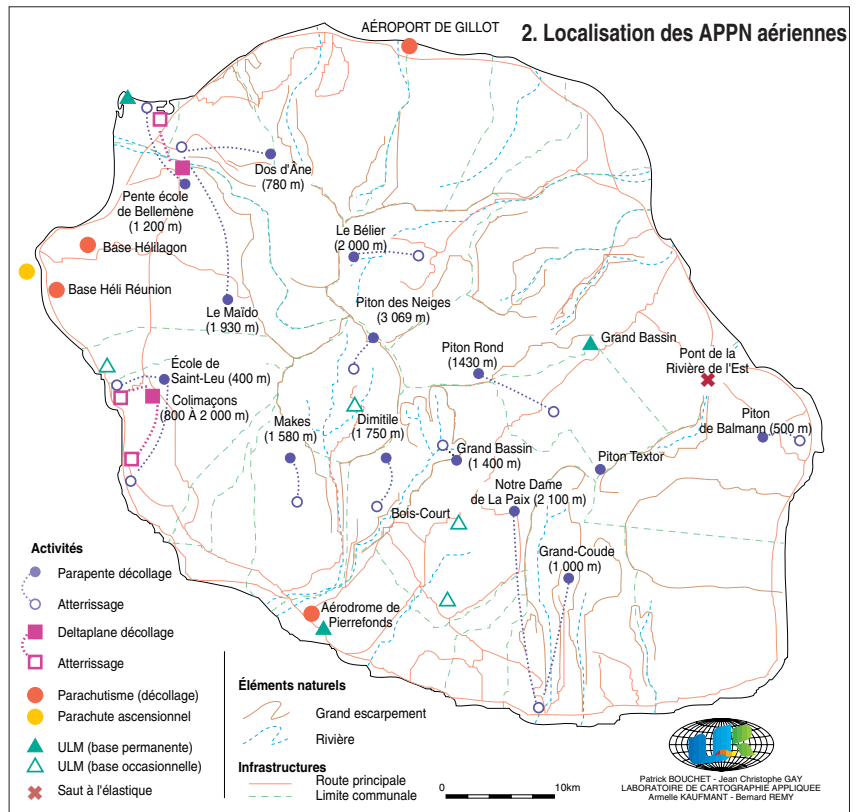 AÉROPORT DE GILLOT
2. Localisation des APPN aériennes
Dos d'Âne
(780 m)
Pente école
de Bellemène
(1 200 m)
Base Hélilagon
Base Héli Réunion
Le Maïdo
(1 930 m)
Le Bélier
(2 000 m)
Piton des Neiges
(3 069 m)
Piton Rond
(1430 m)
Grand Bassin
Pont de la
Rivière de l'Est
École de
Saint-Leu (400 m)
Colimaçons
(800 À 2 000 m)
Makes
(1 580 m)
Dimitile
(1 750 m)
Grand Bassin
(1 400 m)
Piton
de Balmann (500 m)
Piton Textor
Notre Dame
de La Paix (2 100 m)
Bois-Court
Grand-Coude
(1 000 m)
Aérodrome de
Pierrefonds
Activités
Parapente décollage
Atterrissage
Deltaplane décollage
Atterrissage
Parachutisme (décollage)
Parachute ascensionnel
ULM (base permanente)
ULM (base occasionnelle)
Saut à l'élastique
Éléments naturels
Grand escarpement
Rivière
Infrastructures
Route principale
Limite communale
0 10km
Patrick BOUCHET - Jean Christophe GAY
LABORATOIRE DE CARTOGRAPHIE APPLIQUEE
Armelle KAUFMANT - Bernard REMY